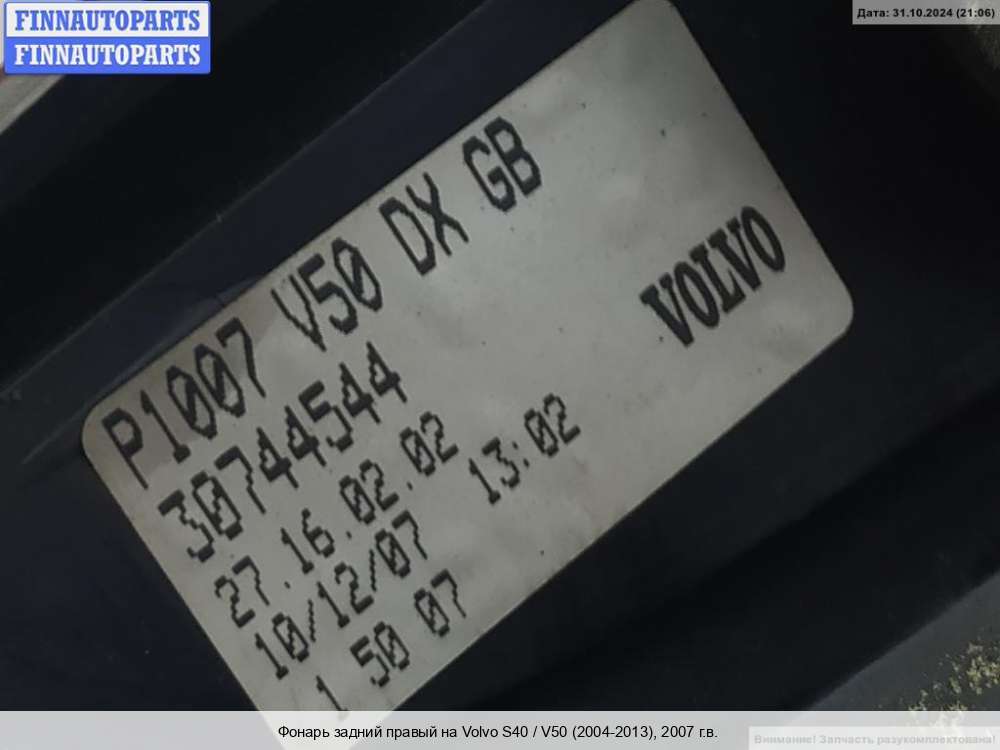 FINNAUTOPARTS
FINNAUTOPARTS
Дата: 31.10.2024 (21:06)
P1007 V50 DX GB
30744544
27.16.02.02
10/12/07 13:02
1 50 07
VOLVO
Фонарь задний правый на Volvo S40 / V50 (2004-2013), 2007 г.в.
Внимание! Запчасть разукомплектована!